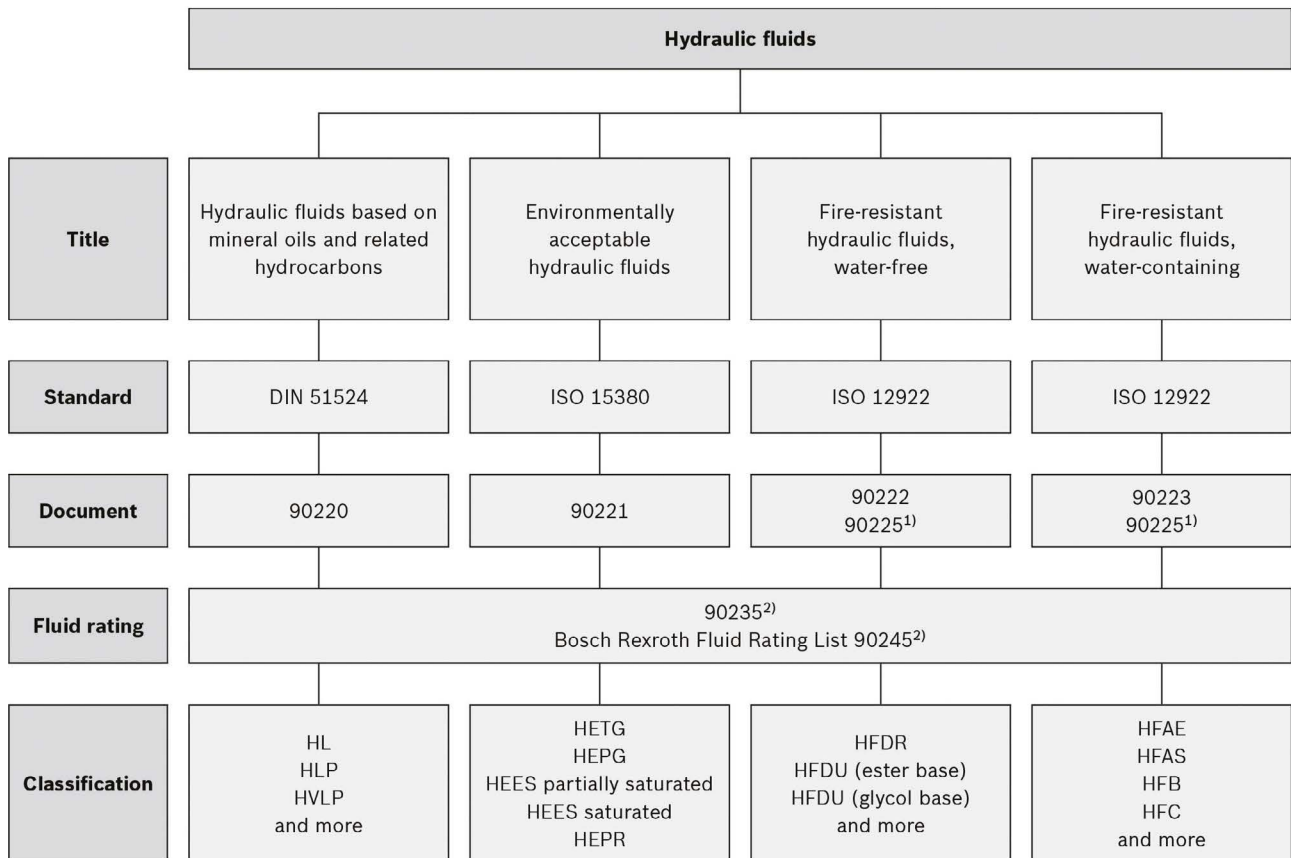 Hydraulic fluids
Title
Hydraulic fluids based on
mineral oils and related
hydrocarbons
Environmentally
acceptable
hydraulic fluids
Fire-resistant
hydraulic fluids,
water-free
Fire-resistant
hydraulic fluids,
water-containing
Standard
DIN 51524
ISO 15380
ISO 12922
ISO 12922
Document
90220
90221
90222
90225¹⁾
90223
90225¹⁾
Fluid rating
90235²⁾
Bosch Rexroth Fluid Rating List 90245²⁾
Classification
HL
HLP
HVLP
and more
HETG
HEPG
HEES partially saturated
HEES saturated
HEPR
HFDR
HFDU (ester base)
HFDU (glycol base)
and more
HFAE
HFAS
HFB
HFC
and more